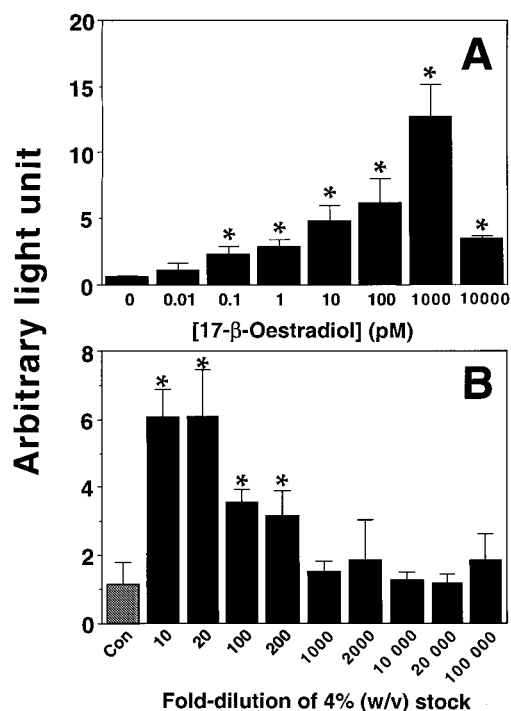 Arbitrary light unit
A
20
15
10
5
0
* * * * * *
0 0.01 0.1 1 10 100 1000 10000
[17-β-Oestradiol] (pM)
B
8
6
4
2
0
* * * *
Con 10 20 100 200 1000 2000 10 000 20 000 100 000
Fold-dilution of 4% (w/v) stock